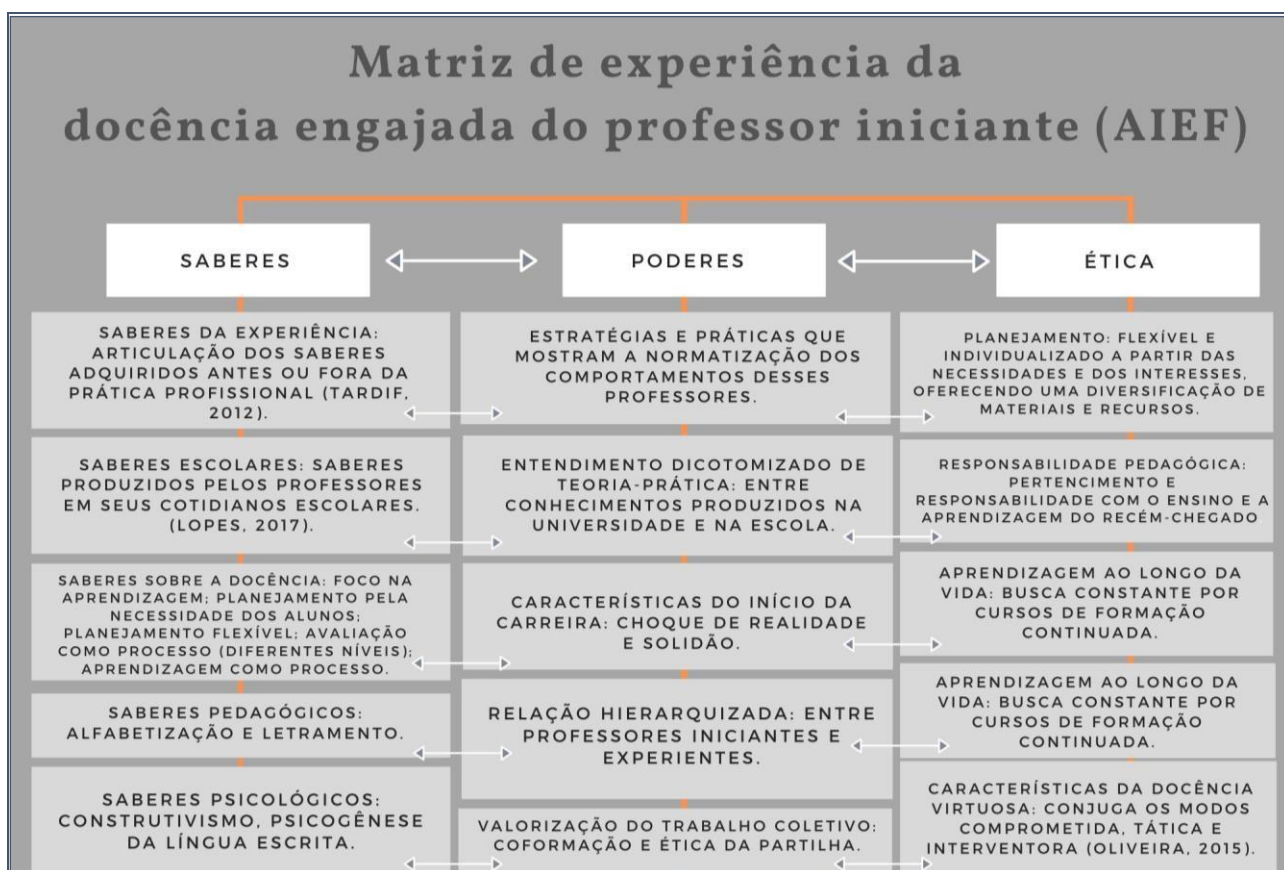 Matriz de experiência da
docência engajada do professor iniciante (AIEF)
SABERES
PODERES
ÉTICA
SABERES DA EXPERIÊNCIA:
ARTICULAÇÃO DOS SABERES
ADQUIRIDOS ANTES OU FORA DA
PRÁTICA PROFISSIONAL (TARDIF,
2012).
SABERES ESCOLARES: SABERES
PRODUZIDOS PELOS PROFESSORES
EM SEUS COTIDIANOS ESCOLARES.
(LOPES, 2017).
SABERES SOBRE A DOCÊNCIA: FOCO NA
APRENDIZAGEM; PLANEJAMENTO PELA
NECESSIDADE DOS ALUNOS;
PLANEJAMENTO FLEXÍVEL; AVALIAÇÃO
COMO PROCESSO (DIFERENTES NÍVEIS);
APRENDIZAGEM COMO PROCESSO.
SABERES PEDAGÓGICOS:
ALFABETIZAÇÃO E LETRAMENTO.
SABERES PSICOLÓGICOS:
CONSTRUTIVISMO, PSICOGÊNESE
DA LÍNGUA ESCRITA.
ESTRATÉGIAS E PRÁTICAS QUE
MOSTRAM A NORMATIZAÇÃO DOS
COMPORTAMENTOS DESSES
PROFESSORES.
ENTENDIMENTO DICOTOMIZADO DE
TEORIA-PRÁTICA: ENTRE
CONHECIMENTOS PRODUZIDOS NA
UNIVERSIDADE E NA ESCOLA.
CARACTERÍSTICAS DO INÍCIO DA
CARREIRA: CHOQUE DE REALIDADE
E SOLIDÃO.
RELAÇÃO HIERARQUIZADA: ENTRE
PROFESSORES INICIANTES E
EXPERIENTES.
VALORIZAÇÃO DO TRABALHO COLETIVO:
COFORMAÇÃO E ÉTICA DA PARTILHA.
PLANEJAMENTO: FLEXÍVEL E
INDIVIDUALIZADO A PARTIR DAS
NECESSIDADES E DOS INTERESSES,
OFERECENDO UMA DIVERSIFICAÇÃO DE
MATERIAIS E RECURSOS.
RESPONSABILIDADE PEDAGÓGICA:
PERTENCIMENTO E
RESPONSABILIDADE COM O ENSINO E A
APRENDIZAGEM DO RECÉM-CHEGADO
APRENDIZAGEM AO LONGO DA
VIDA: BUSCA CONSTANTE POR
CURSOS DE FORMAÇÃO
CONTINUADA.
APRENDIZAGEM AO LONGO DA
VIDA: BUSCA CONSTANTE POR
CURSOS DE FORMAÇÃO
CONTINUADA.
CARACTERÍSTICAS DA DOCÊNCIA
VIRTUOSA: CONJUGA OS MODOS
COMPROMETIDA, TÁTICA E
INTERVENTORA (OLIVEIRA, 2015).